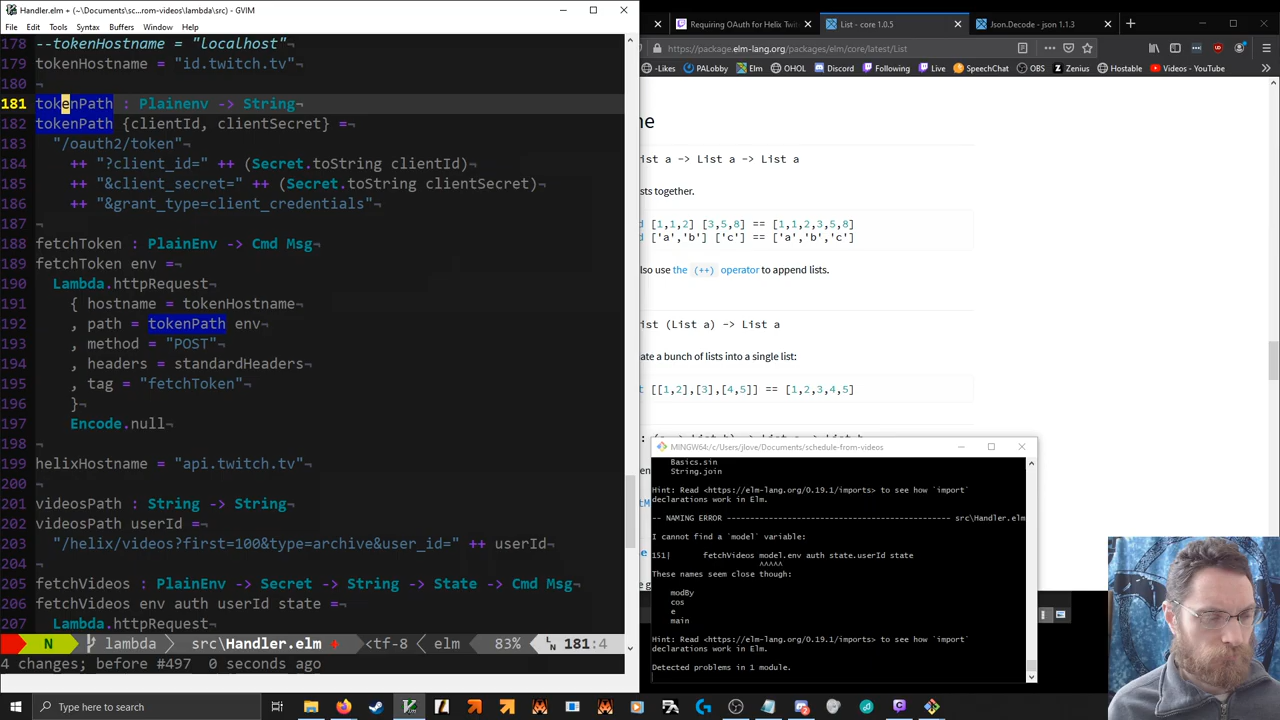 Handler.elm + (~\Documents\sc...rom-videos\lambda\src) - GVIM
File Edit Tools Syntax Buffers Window Help
178 --tokenHostname = "localhost"¬
179 tokenHostname = "id.twitch.tv"¬
180 ¬
181 tokenPath : Plainenv -> String¬
182 tokenPath {clientId, clientSecret} =¬
183 "/oauth2/token"¬
184 ++ "?client_id=" ++ (Secret.toString clientId)¬
185 ++ "&client_secret=" ++ (Secret.toString clientSecret)¬
186 ++ "&grant_type=client_credentials"¬
187 ¬
188 fetchToken : PlainEnv -> Cmd Msg¬
189 fetchToken env =¬
190 Lambda.httpRequest¬
191 { hostname = tokenHostname¬
192 , path = tokenPath env¬
193 , method = "POST"¬
194 , headers = standardHeaders¬
195 , tag = "fetchToken"¬
196 }¬
197 Encode.null¬
198 ¬
199 helixHostname = "api.twitch.tv"¬
200 ¬
201 videosPath : String -> String¬
202 videosPath userId =¬
203 "/helix/videos?first=100&type=archive&user_id=" ++ userId¬
204 ¬
205 fetchVideos : PlainEnv -> Secret -> String -> State -> Cmd Msg¬
206 fetchVideos env auth userId state =¬
207 Lambda.httpRequest¬
N lambda src\Handler.elm + <tf-8 < elm 83% 181:4
4 changes; before #497 0 seconds ago
Requiring OAuth for Helix Twit
List - core 1.0.5
Json.Decode - json 1.1.3
https://package.elm-lang.org/packages/elm/core/latest/List
-Likes PALobby Elm OHOL Discord Following Live SpeechChat OBS Zenius Hostable Videos - YouTube
ne
ist a -> List a -> List a
sts together.
d [1,1,2] [3,5,8] == [1,1,2,3,5,8]
d ['a','b'] ['c'] == ['a','b','c']
lso use the (++) operator to append lists.
ist (List a) -> List a
ate a bunch of lists into a single list:
t [[1,2],[3],[4,5]] == [1,2,3,4,5]
MINGW64:/c/Users/jlove/Documents/schedule-from-videos
Basics.sin
String.join
Hint: Read <https://elm-lang.org/0.19.1/imports> to see how `import`
declarations work in Elm.
-- NAMING ERROR ---------------------------------------------- src\Handler.elm
I cannot find a `model` variable:
151| fetchVideos model.env auth state.userId state
^^^^^
These names seem close though:
modBy
cos
e
main
Hint: Read <https://elm-lang.org/0.19.1/imports> to see how `import`
declarations work in Elm.
Detected problems in 1 module.
Type here to search